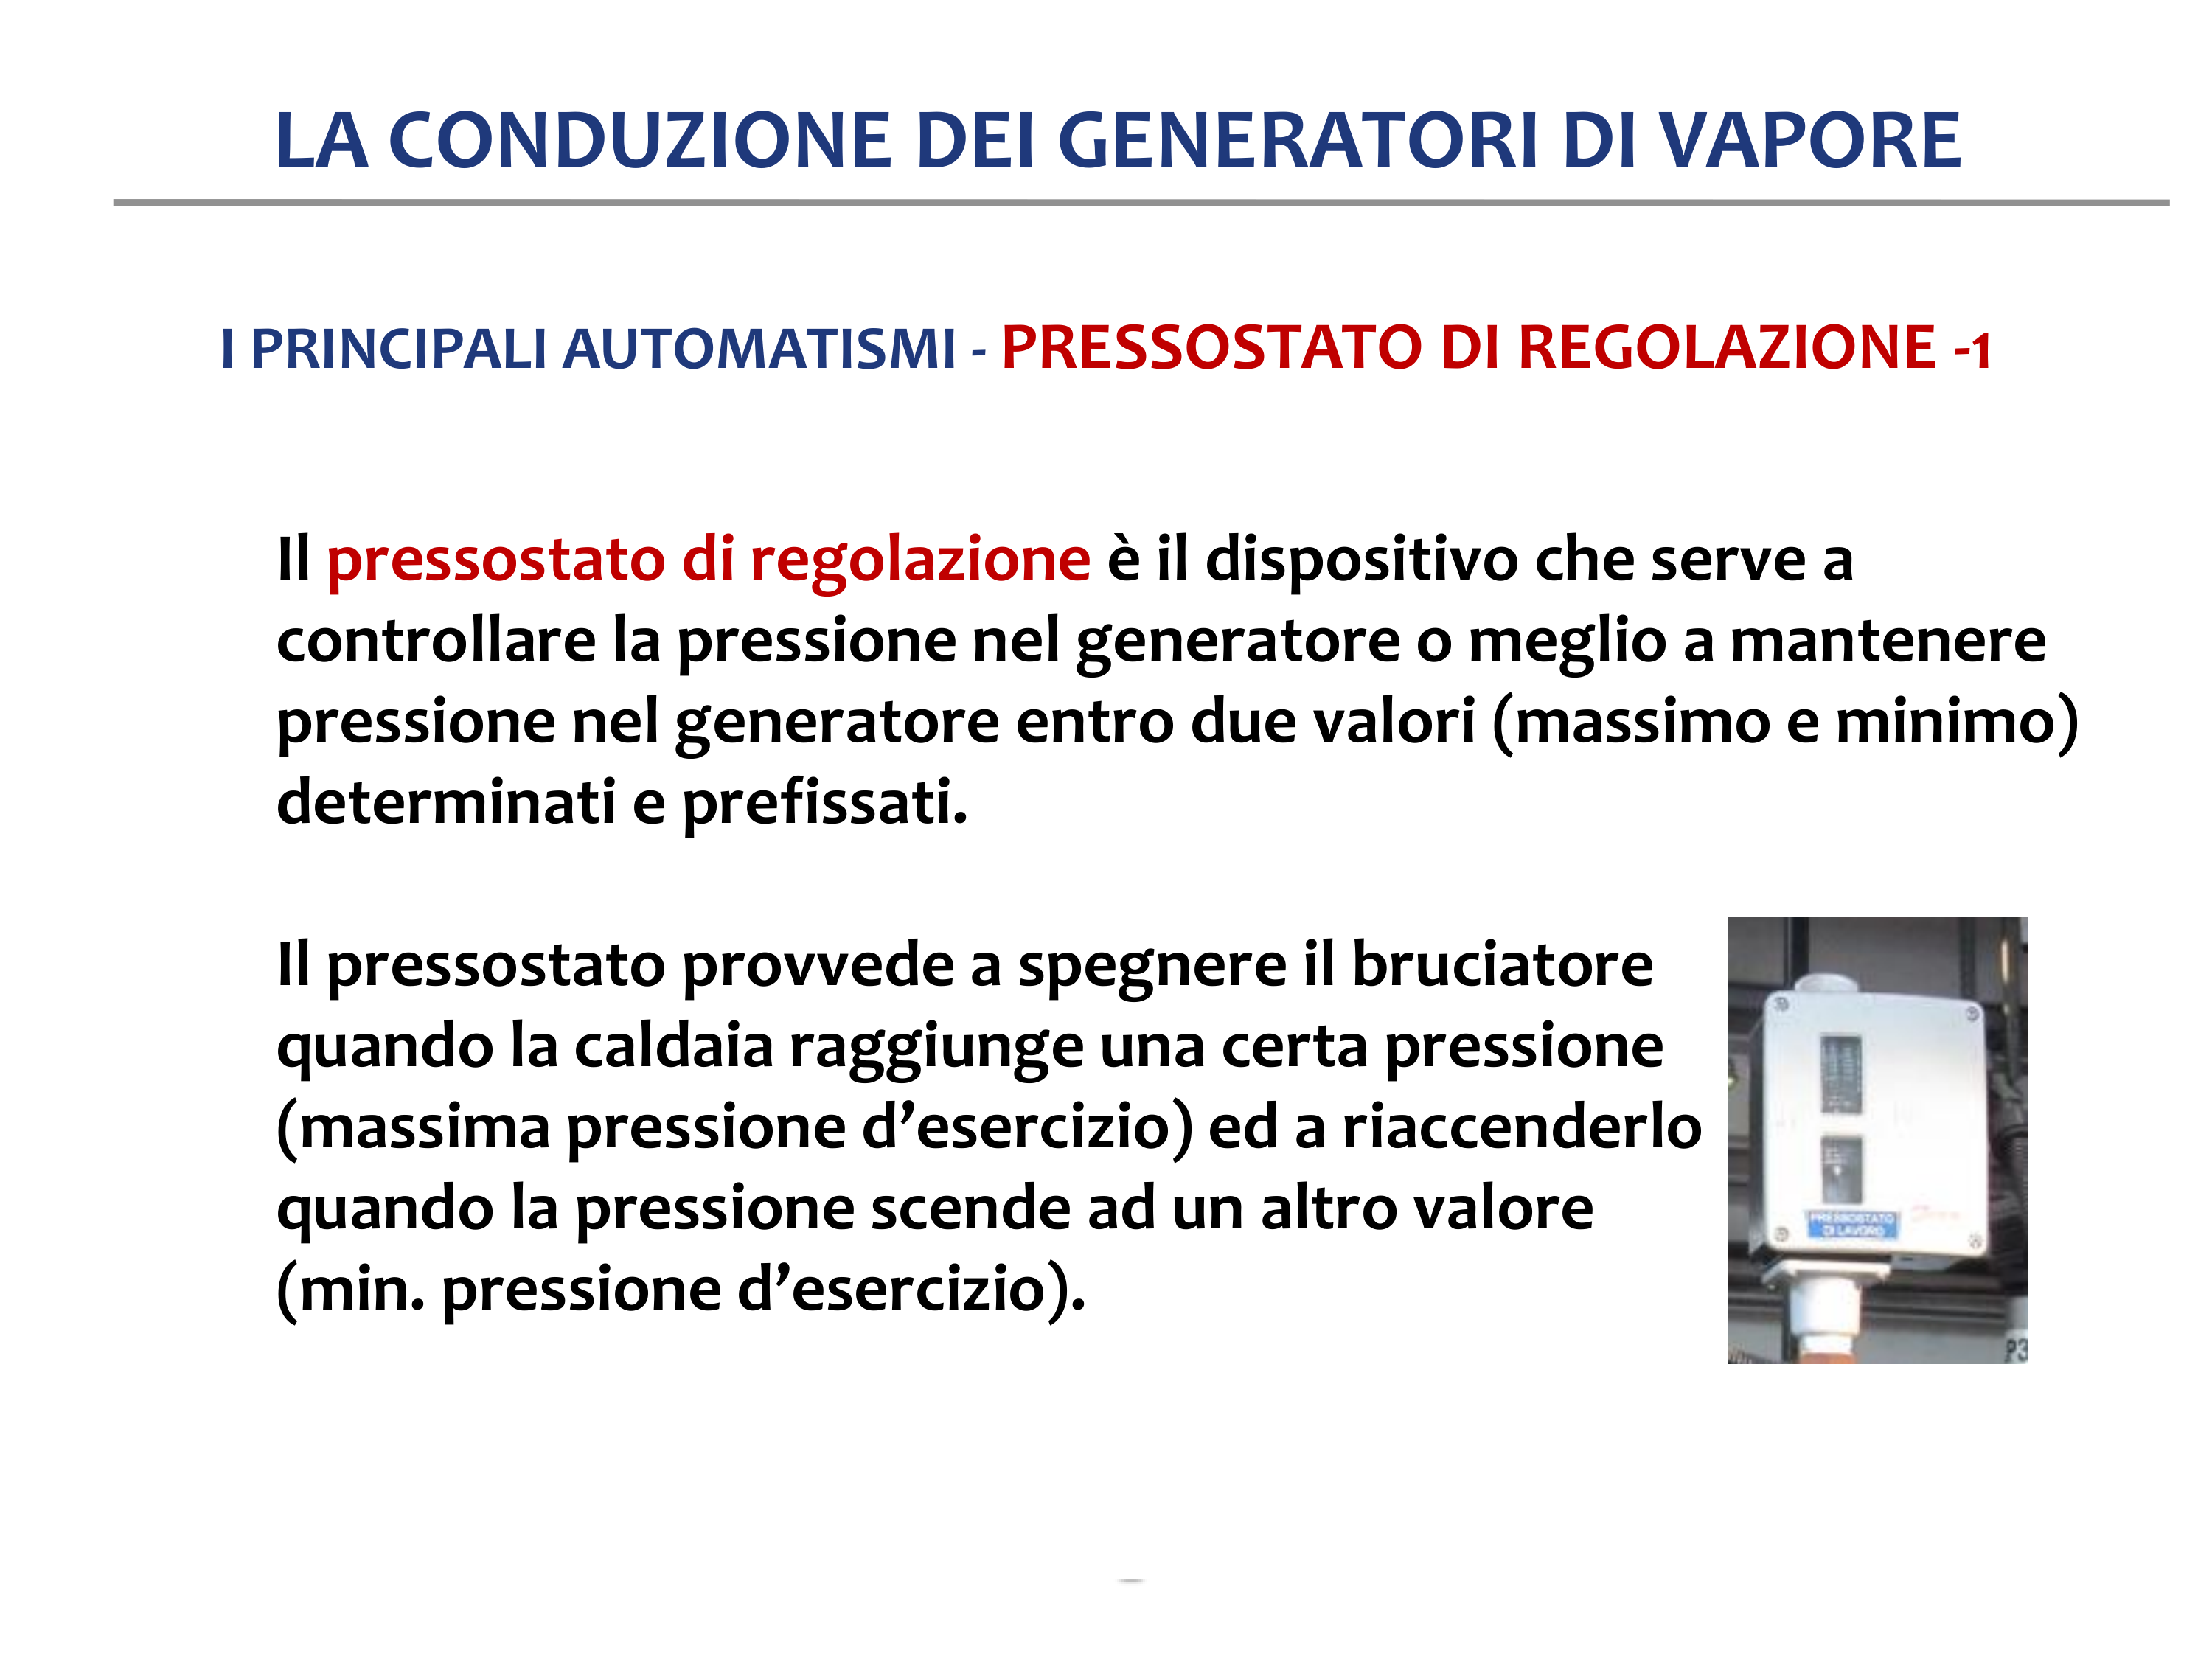 LA CONDUZIONE DEI GENERATORI DI VAPORE
I PRINCIPALI AUTOMATISMI - PRESSOSTATO DI REGOLAZIONE -1
Il pressostato di regolazione è il dispositivo che serve a
controllare la pressione nel generatore o meglio a mantenere
pressione nel generatore entro due valori (massimo e minimo)
determinati e prefissati.
Il pressostato provvede a spegnere il bruciatore
quando la caldaia raggiunge una certa pressione
(massima pressione d’esercizio) ed a riaccenderlo
quando la pressione scende ad un altro valore
(min. pressione d’esercizio).
PRESSOSTATO
DI LAVORO
P3